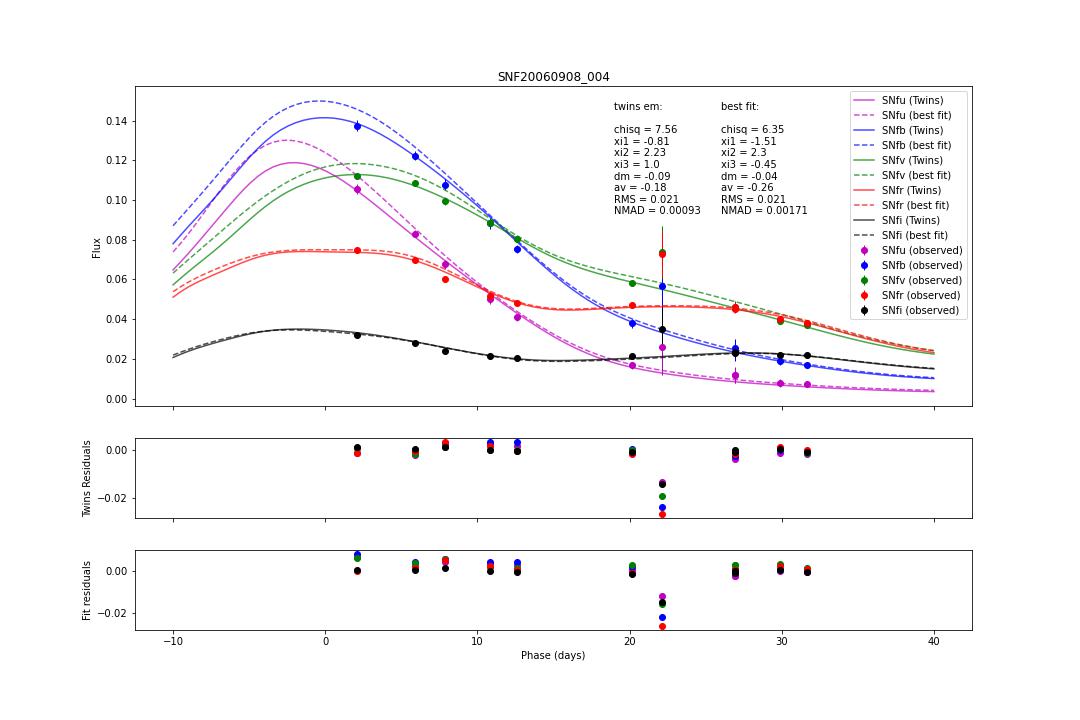 SNF20060908_004
Flux
0.14
0.12
0.10
0.08
0.06
0.04
0.02
0.00
twins em:
chisq = 7.56
xi1 = -0.81
xi2 = 2.23
xi3 = 1.0
dm = -0.09
av = -0.18
RMS = 0.021
NMAD = 0.00093
best fit:
chisq = 6.35
xi1 = -1.51
xi2 = 2.3
xi3 = -0.45
dm = -0.04
av = -0.26
RMS = 0.021
NMAD = 0.00171
SNfu (Twins)
SNfu (best fit)
SNfb (Twins)
SNfb (best fit)
SNfv (Twins)
SNfv (best fit)
SNfr (Twins)
SNfr (best fit)
SNfi (Twins)
SNfi (best fit)
SNfu (observed)
SNfb (observed)
SNfv (observed)
SNfr (observed)
SNfi (observed)
Twins Residuals
0.00
−0.02
Fit residuals
0.00
−0.02
−10 0 10 20 30 40
Phase (days)